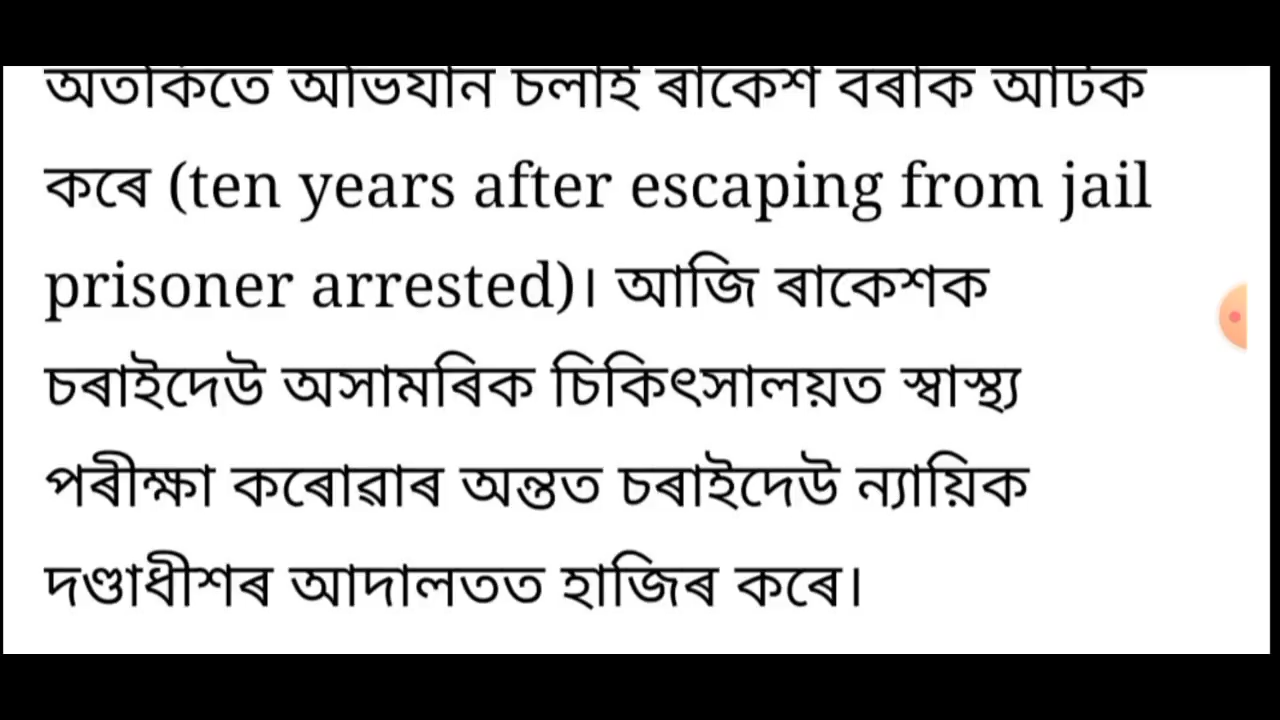 অতৰ্কিতে অভিযান চলাই ৰাকেশ বৰাক আটক
কৰে (ten years after escaping from jail
prisoner arrested)। আজি ৰাকেশক
চৰাইদেউ অসামৰিক চিকিৎসালয়ত স্বাস্থ্য
পৰীক্ষা কৰোৱাৰ অন্তত চৰাইদেউ ন্যায়িক
দণ্ডাধীশৰ আদালতত হাজিৰ কৰে।